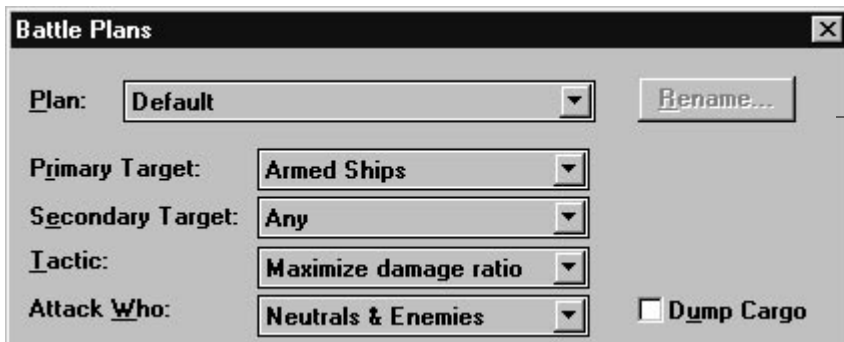 Battle Plans
Plan: Default Rename...
Primary Target: Armed Ships
Secondary Target: Any
Tactic: Maximize damage ratio
Attack Who: Neutrals & Enemies Dump Cargo